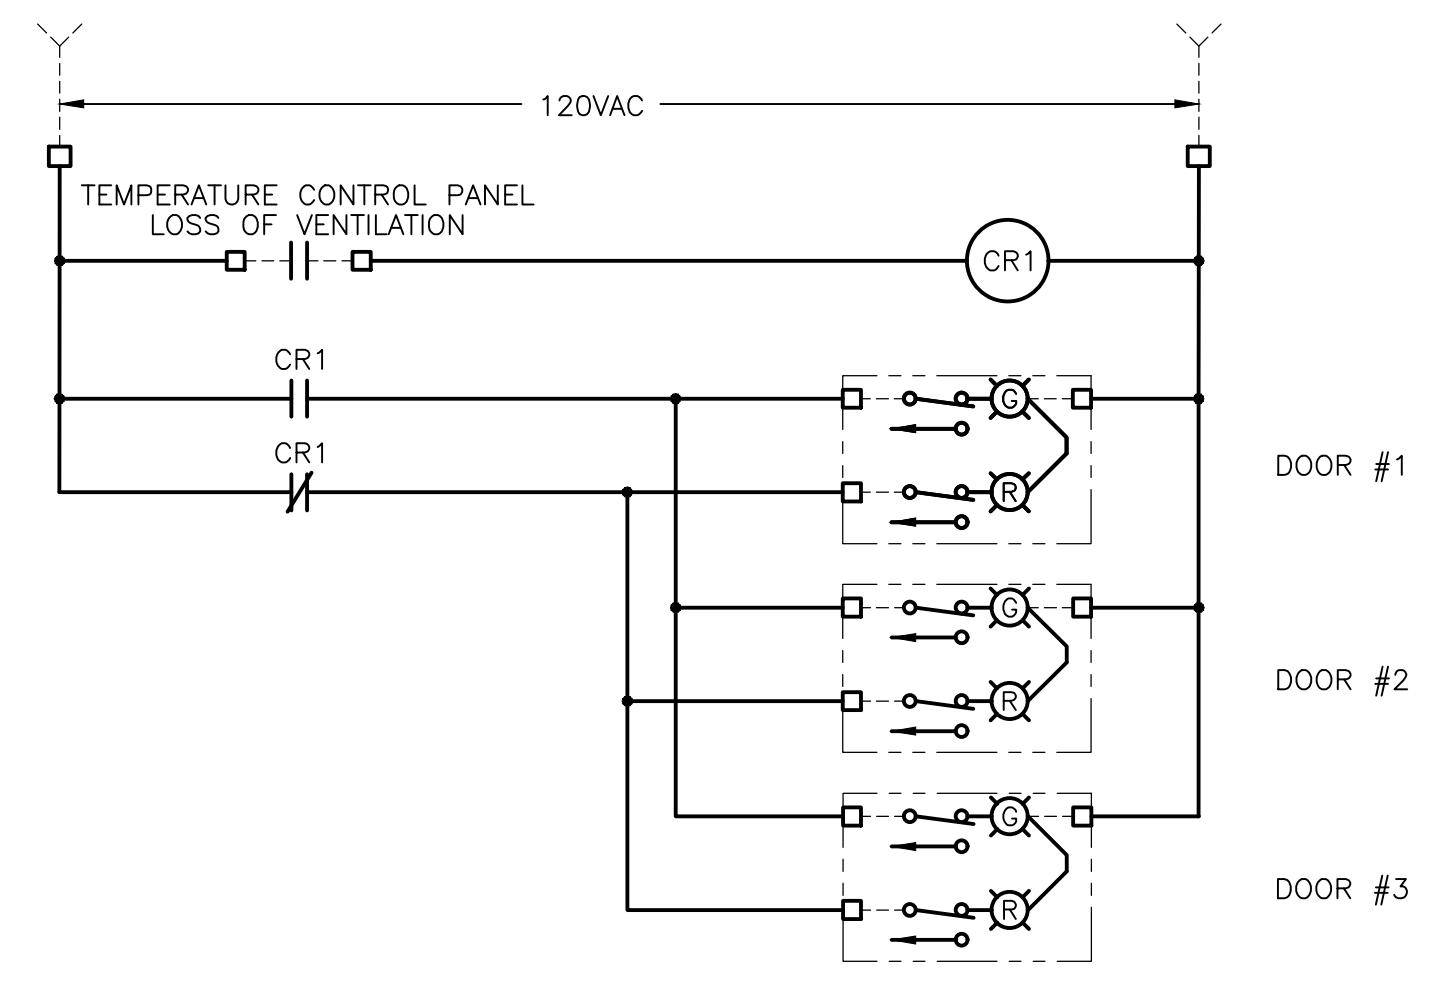 120VAC
TEMPERATURE CONTROL PANEL
LOSS OF VENTILATION
CR1
CR1
G
CR1
DOOR #1
R
G
DOOR #2
R
G
DOOR #3
R